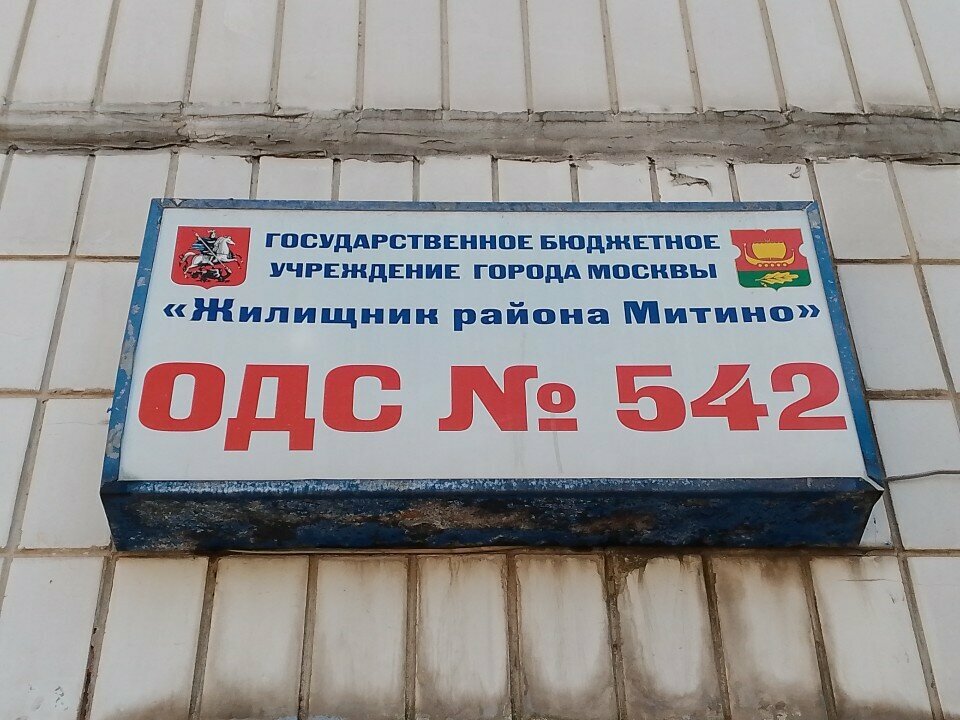 ГОСУДАРСТВЕННОЕ БЮДЖЕТНОЕ
УЧРЕЖДЕНИЕ ГОРОДА МОСКВЫ
«Жилищник района Митино»
ОДС № 542